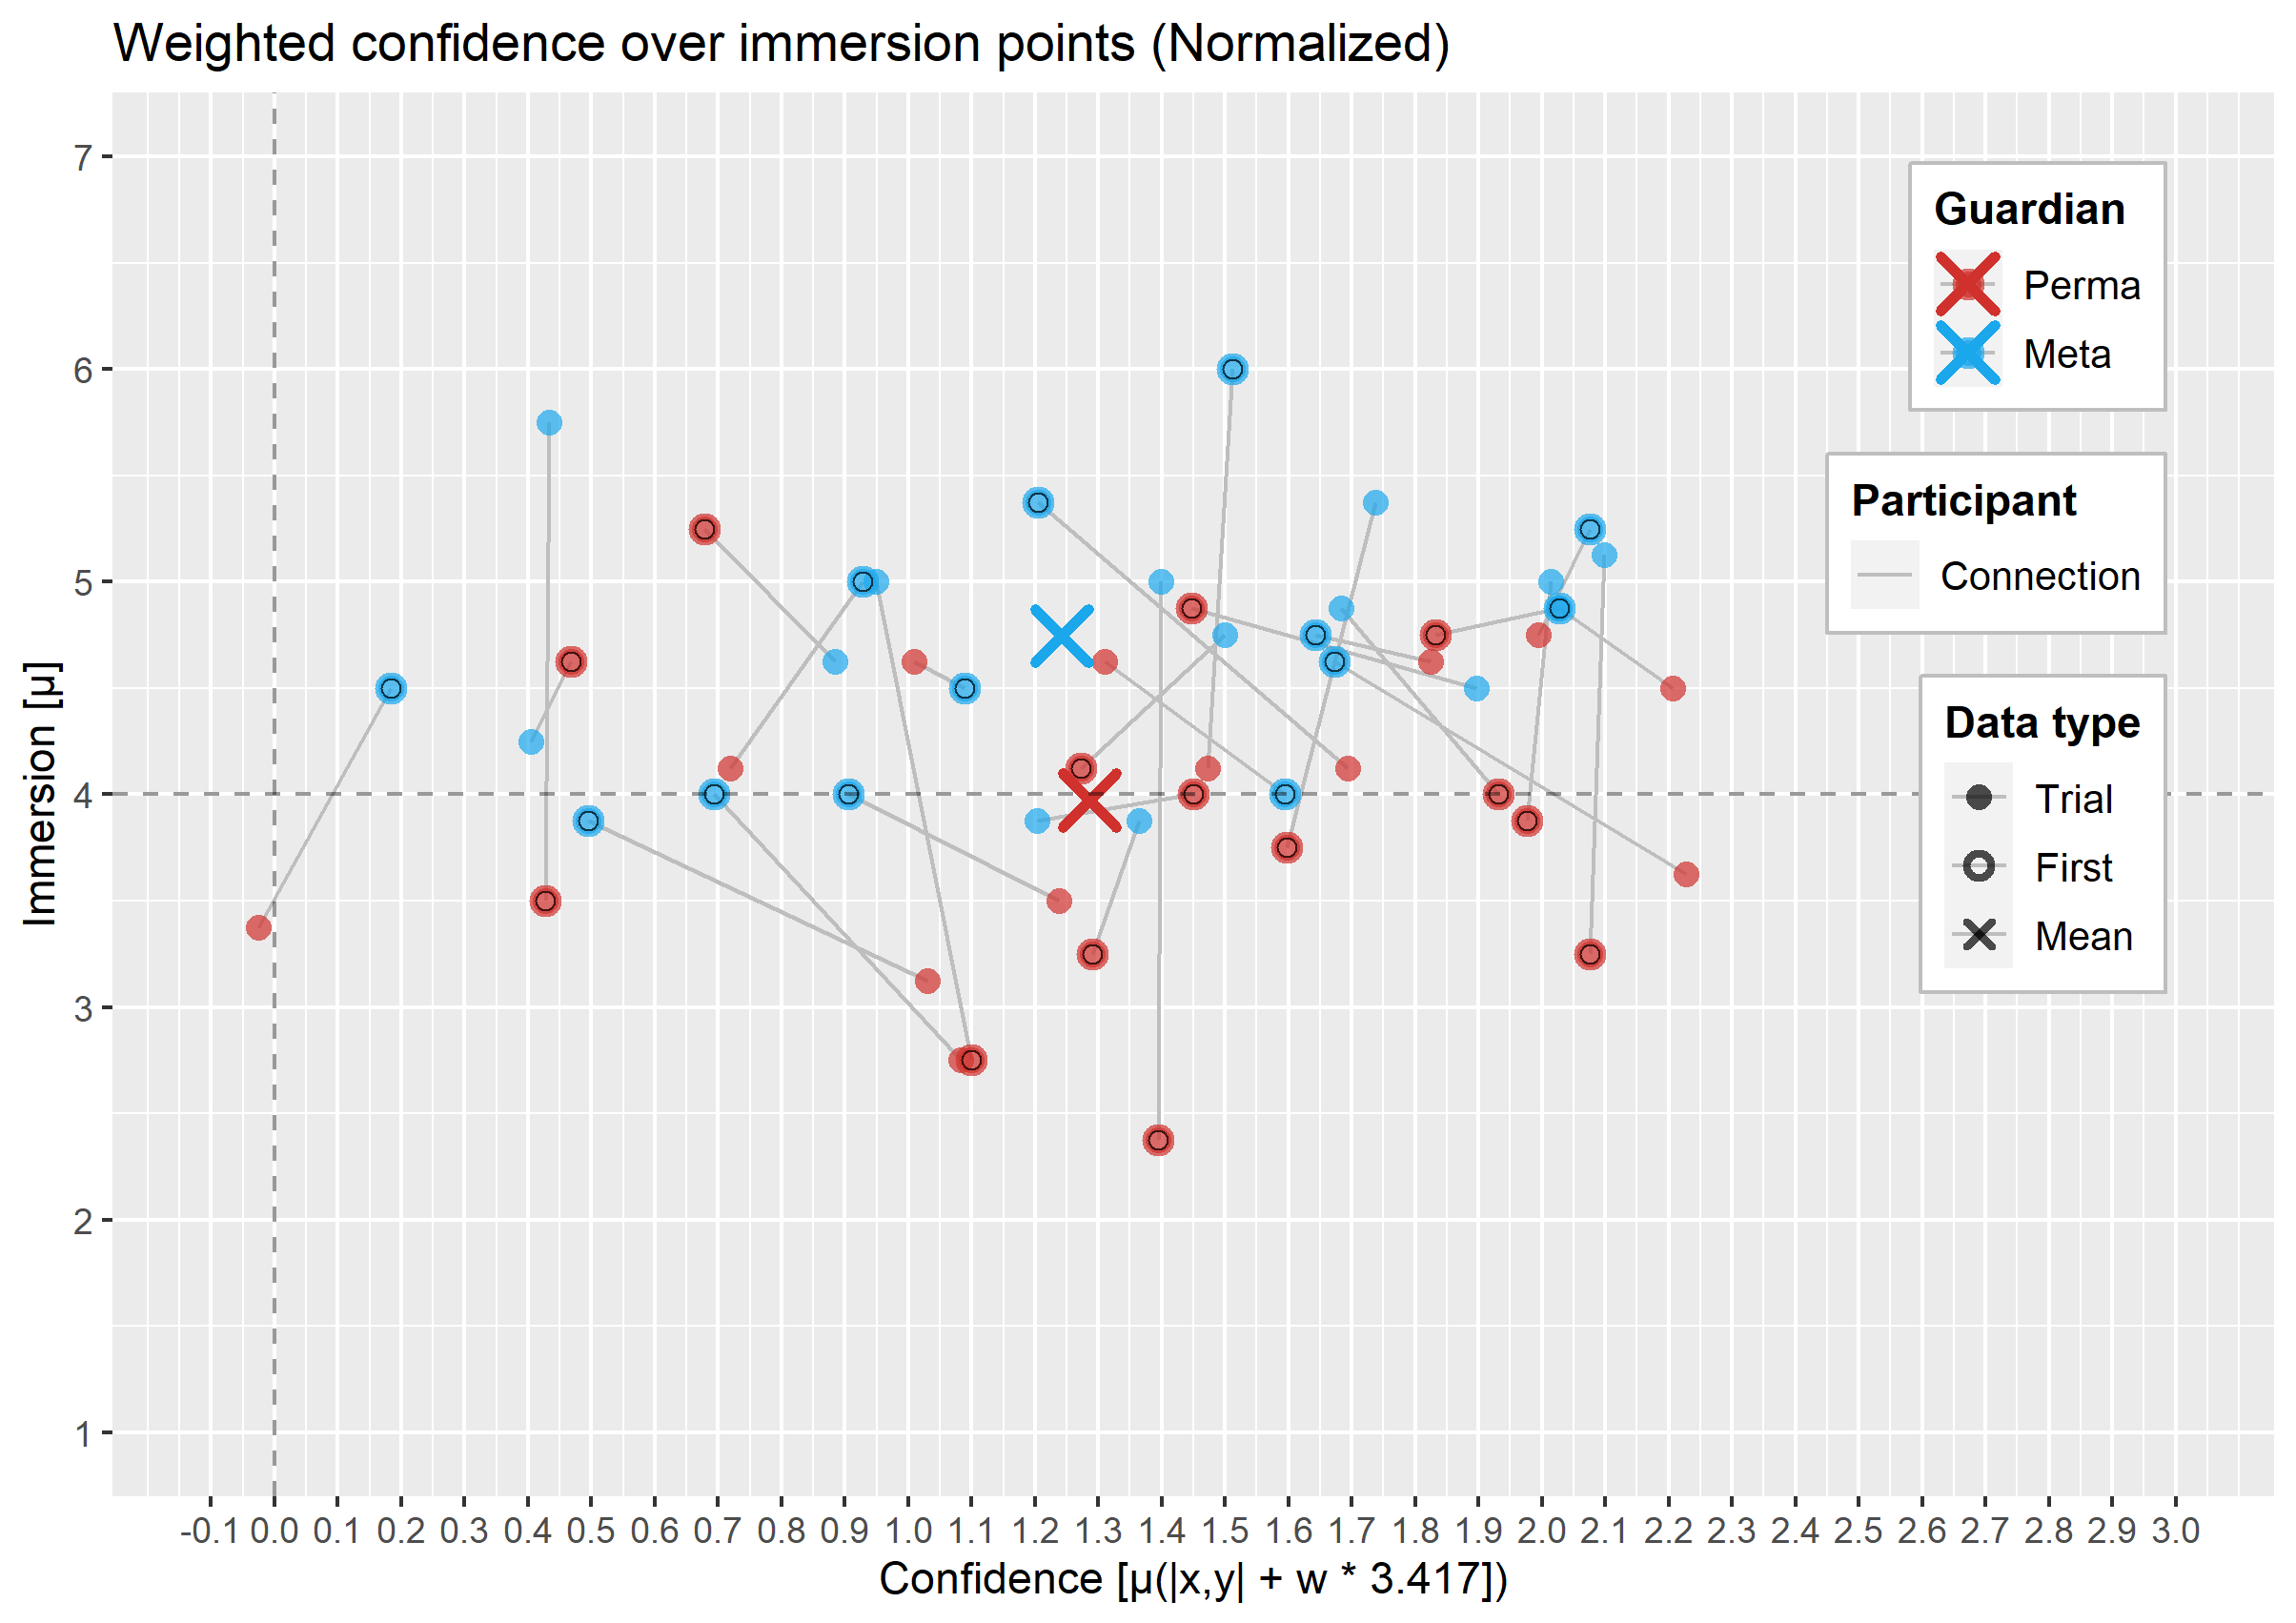 Weighted confidence over immersion points (Normalized)
7
6
5
4
3
2
1
Immersion [µ]
Guardian
Perma
Meta
Participant
Connection
Data type
Trial
First
Mean
-0.1 0.0 0.1 0.2 0.3 0.4 0.5 0.6 0.7 0.8 0.9 1.0 1.1 1.2 1.3 1.4 1.5 1.6 1.7 1.8 1.9 2.0 2.1 2.2 2.3 2.4 2.5 2.6 2.7 2.8 2.9 3.0
Confidence [µ(|x,y| + w * 3.417])